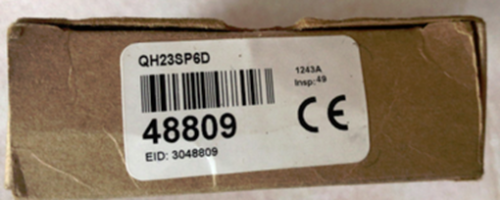 QH23SP6D
1243A
Insp: 49
48809
CE
EID: 3048809